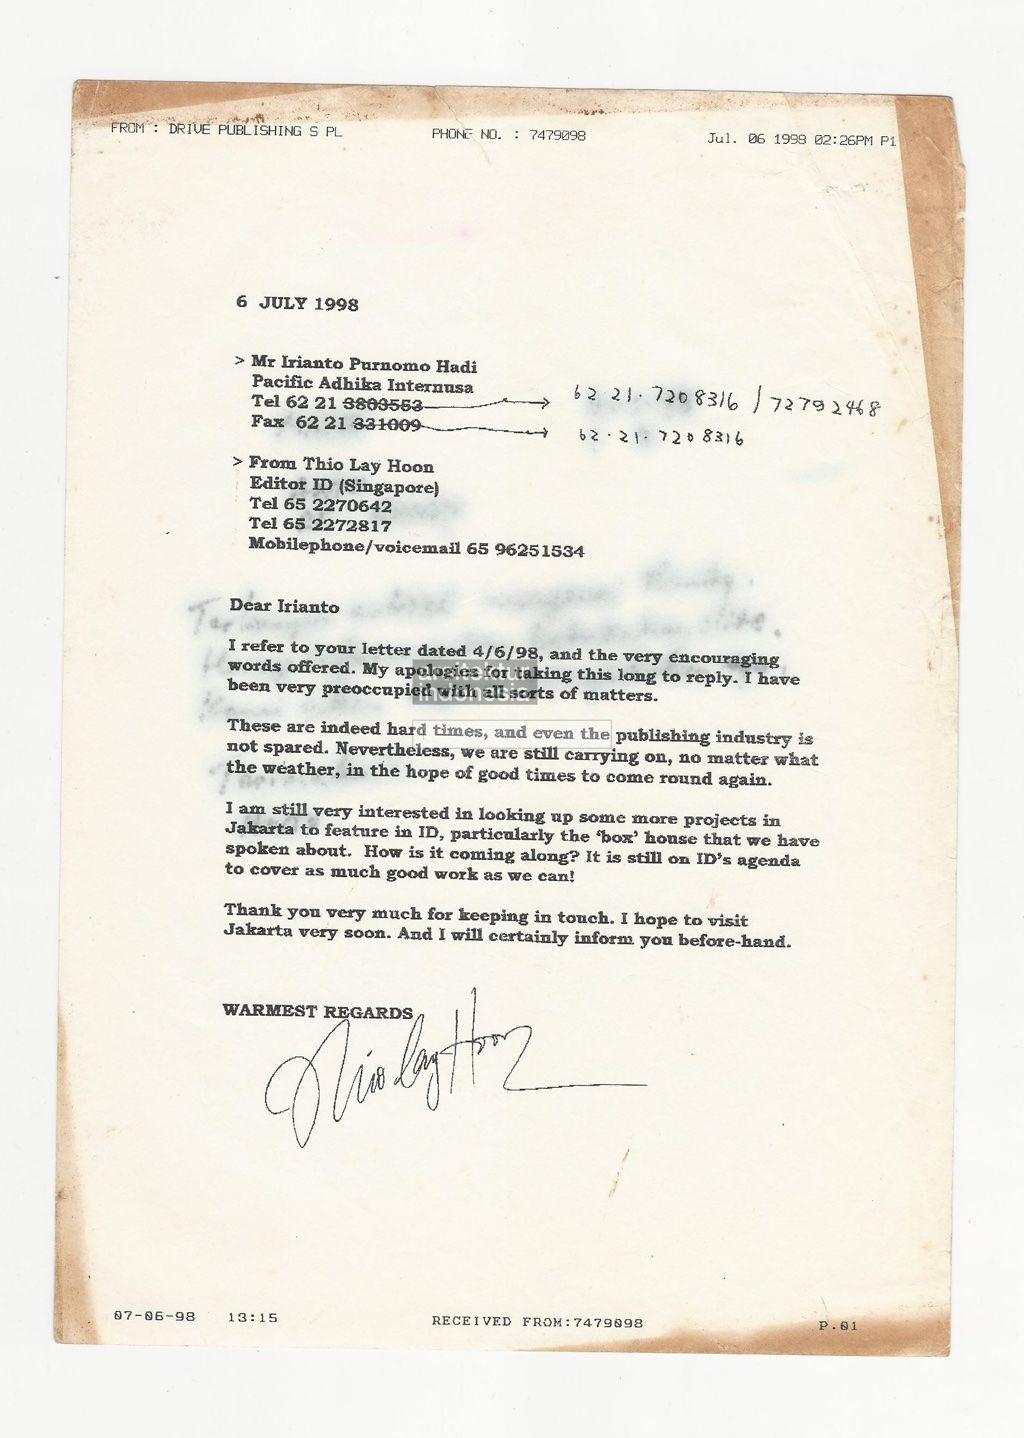 FROM : DRIVE PUBLISHING S PL PHONE NO. : 7479098 Jul. 06 1998 02:26PM P1
6 JULY 1998
> Mr Irianto Purnomo Hadi
Pacific Adhika Internusa
Tel 62 21 3803553 62·21·7208316 / 72792468
Fax 62 21 331009 62·21·7208316
> From Thio Lay Hoon
Editor ID (Singapore)
Tel 65 2270642
Tel 65 2272817
Mobilephone/voicemail 65 96251534
Dear Irianto
I refer to your letter dated 4/6/98, and the very encouraging
words offered. My apologies for taking this long to reply. I have
been very preoccupied with all sorts of matters.
arsitektur
indonesia
These are indeed hard times, and even the publishing industry is
not spared. Nevertheless, we are still carrying on, no matter what
the weather, in the hope of good times to come round again.
I am still very interested in looking up some more projects in
Jakarta to feature in ID, particularly the 'box' house that we have
spoken about. How is it coming along? It is still on ID's agenda
to cover as much good work as we can!
Thank you very much for keeping in touch. I hope to visit
Jakarta very soon. And I will certainly inform you before-hand.
WARMEST REGARDS
Thio Lay Hoon
07-06-98 13:15 RECEIVED FROM:7479098 P.01